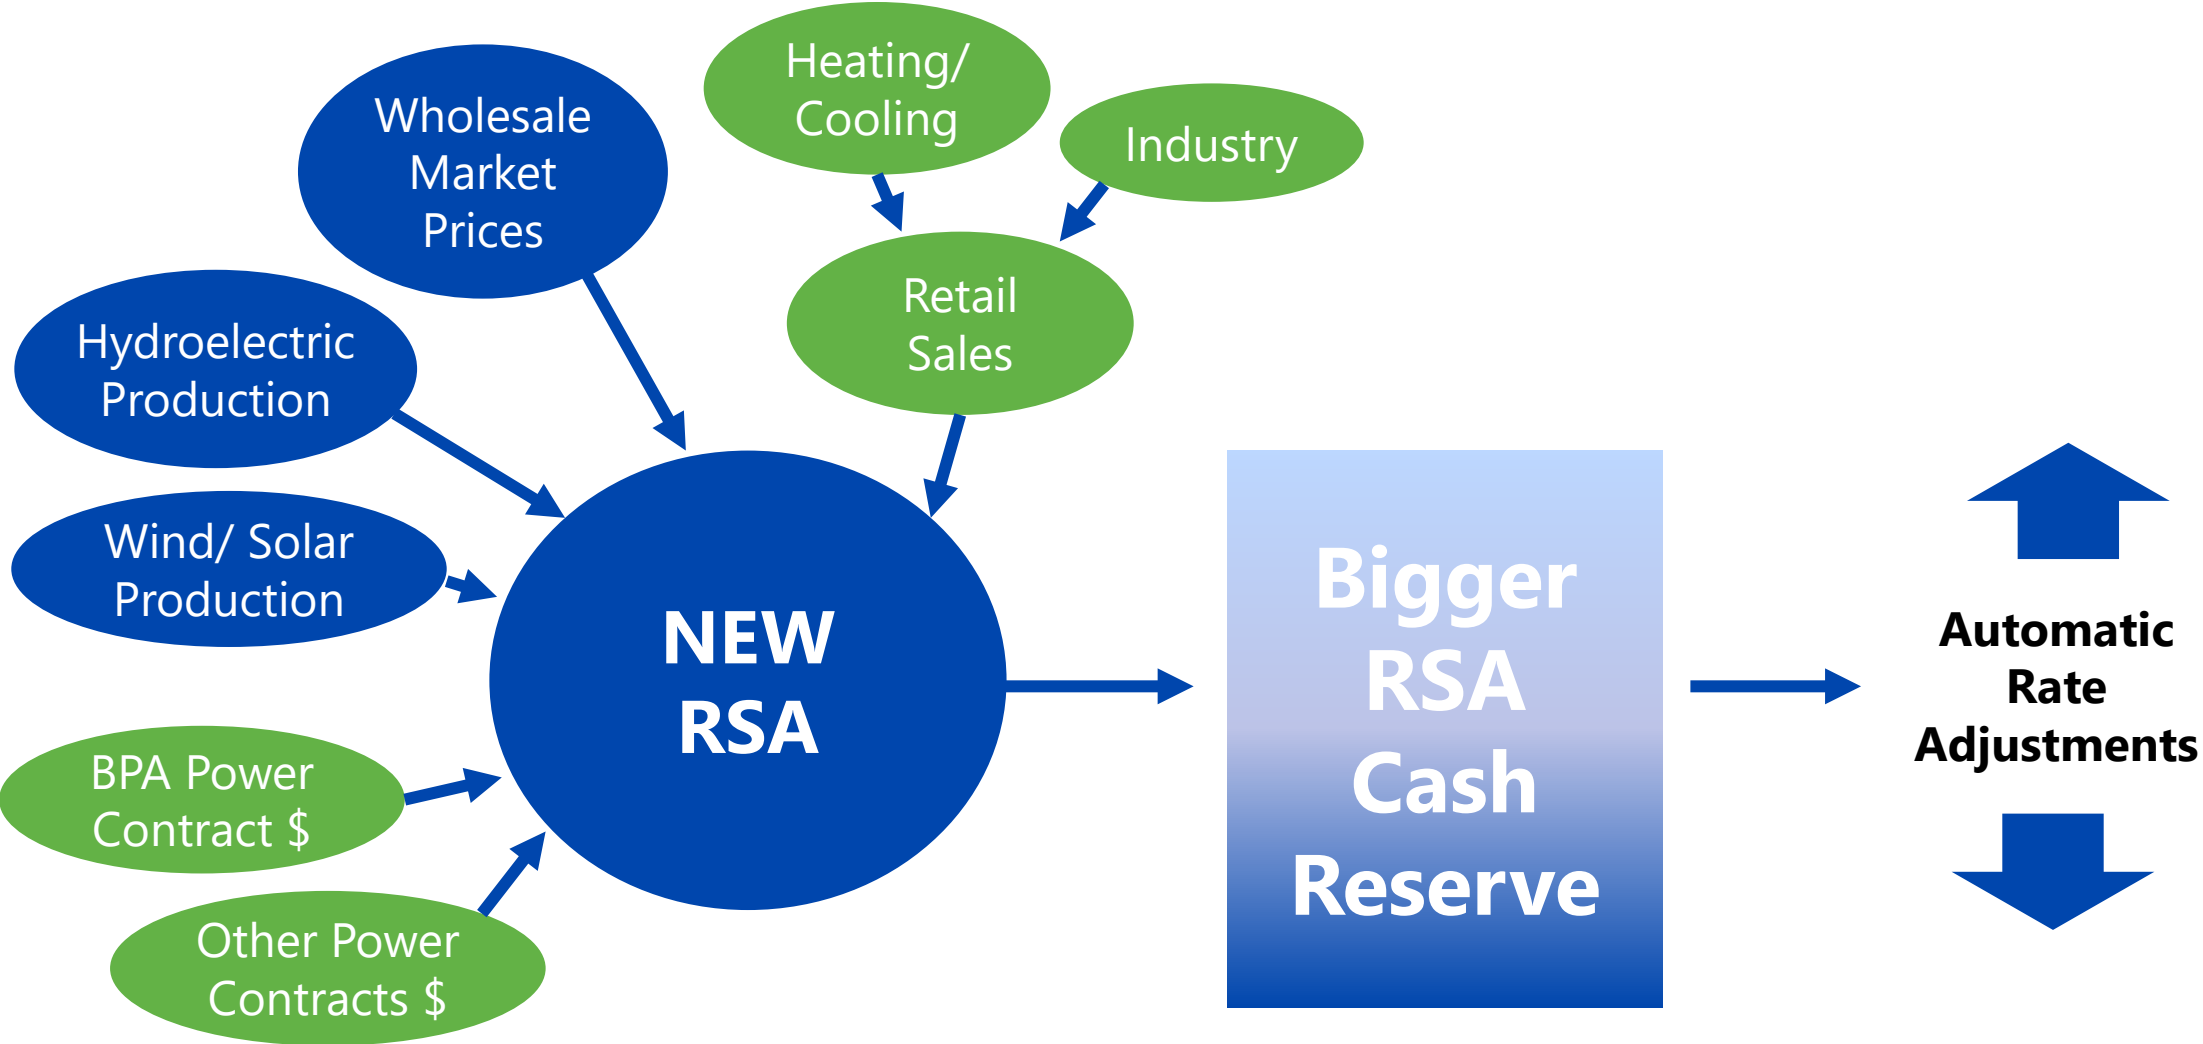 Heating/
Cooling
Industry
Wholesale
Market
Prices
Retail
Sales
Hydroelectric
Production
Wind/ Solar
Production
NEW
RSA
BPA Power
Contract $
Other Power
Contracts $
Bigger
RSA
Cash
Reserve
Automatic
Rate
Adjustments